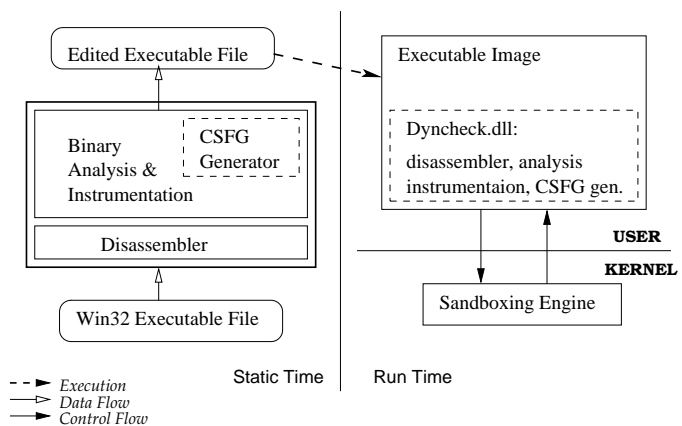 Edited Executable File
CSFG
Generator
Binary
Analysis &
Instrumentation
Disassembler
Win32 Executable File
Static Time
Executable Image
Dyncheck.dll:
disassembler, analysis
instrumentaion, CSFG gen.
USER
KERNEL
Sandboxing Engine
Run Time
Execution
Data Flow
Control Flow